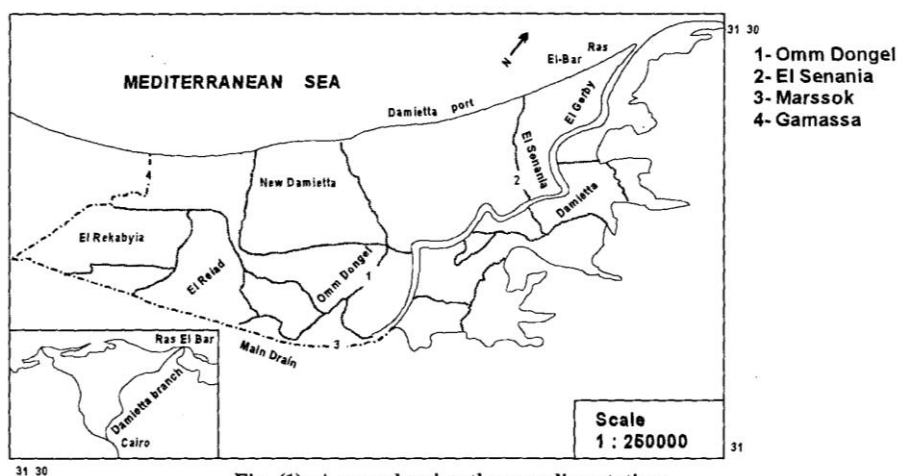 31 30
Ras
El-Bar
N
MEDITERRANEAN SEA
Damietta port
El Gerby
1- Omm Dongel
2- El Senania
3- Marssok
4- Gamassa
4
New Damietta
El Senania
2
Damietta
El Rekabyia
El Reiad
Omm Dongel
1
3
Main Drain
Ras El Bar
Damietta branch
Cairo
Scale
1 : 250000
31
31 30